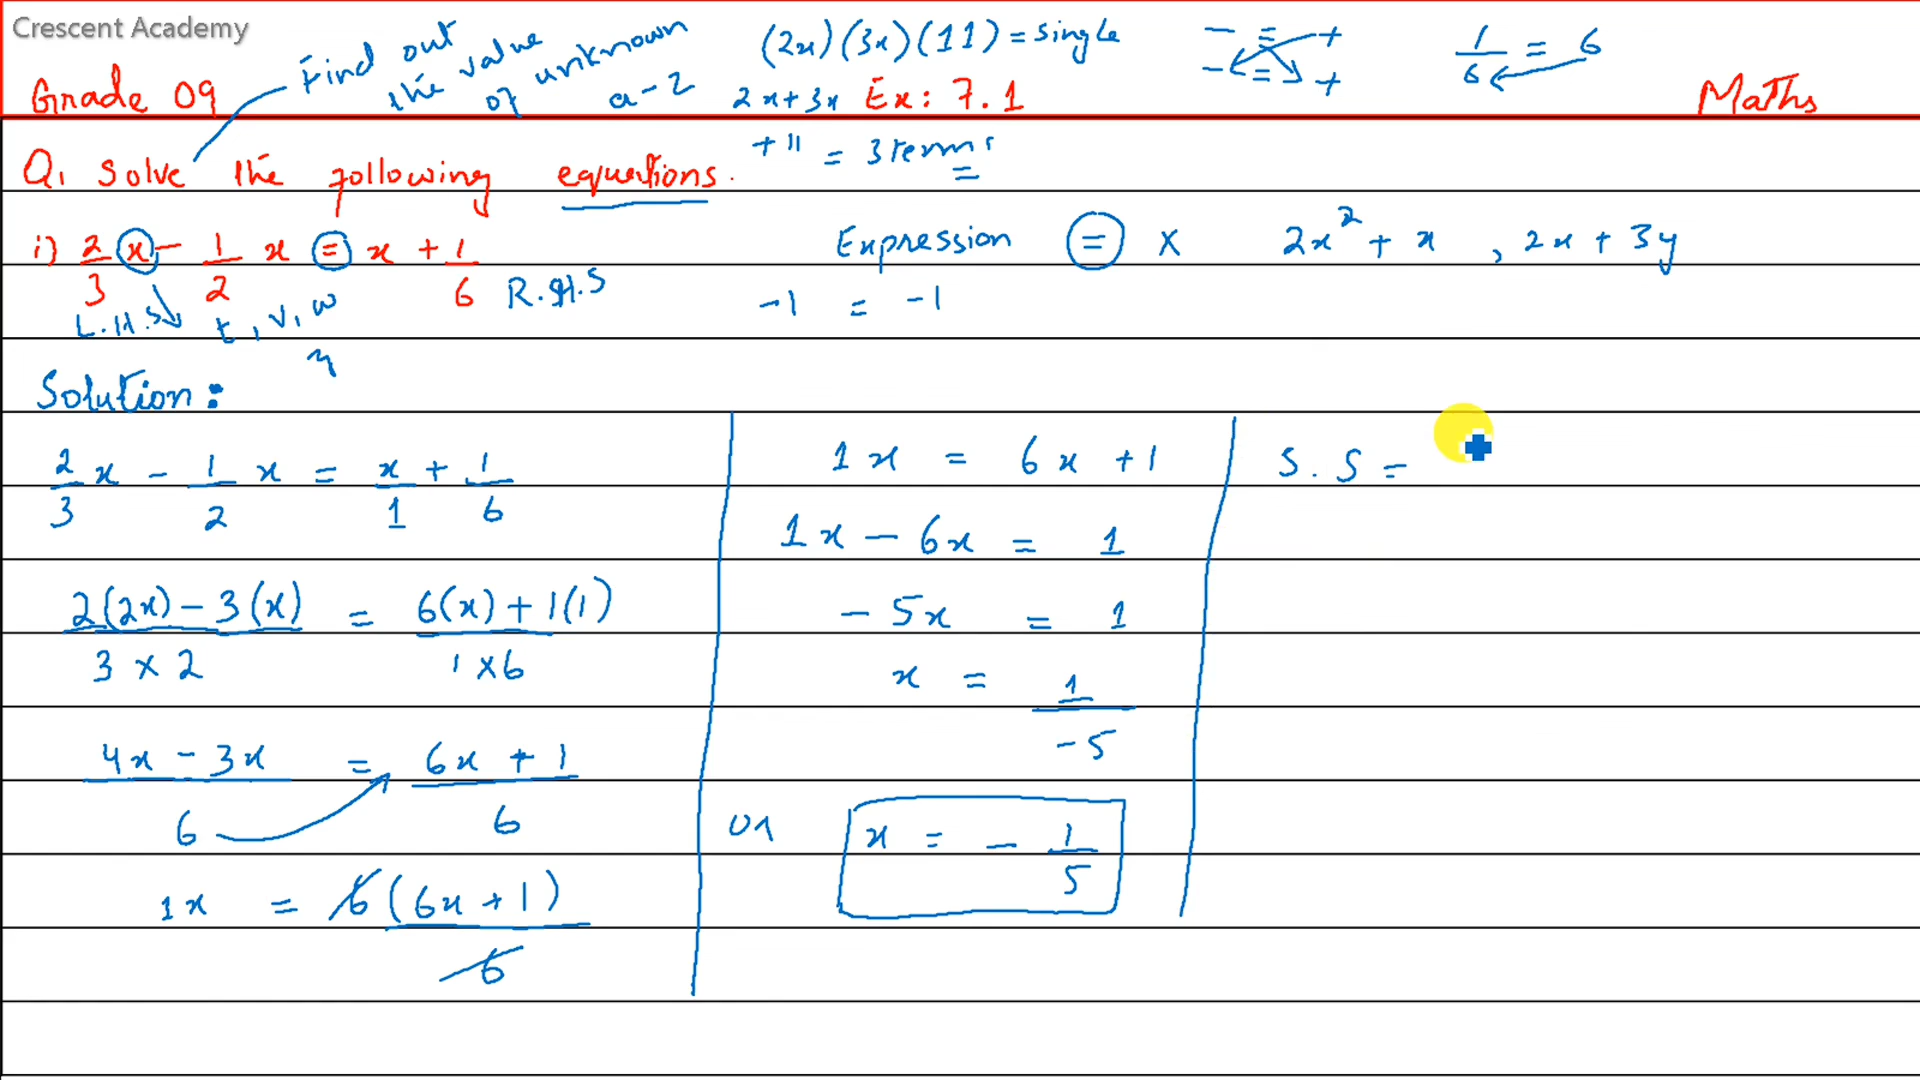 Crescent Academy
Grade 09
Find out
the value
of unknown
a-z
(2x)(3x)(11) = single
2x+3x
+11 = 3 terms
Ex: 7.1
- = +
- = +
1/6 = 6
Maths
Q1 Solve the following equations.
i) 2/3 x - 1/2 x = x + 1/6
L.H.S
R.H.S
t, v, w
y
Expression = X 2x² + x , 2x + 3y
-1 = -1
Solution:
2/3 x - 1/2 x = x/1 + 1/6
2(2x) - 3(x) / 3 x 2 = 6(x) + 1(1) / 1 x 6
4x - 3x / 6 = 6x + 1 / 6
1x = 6(6x + 1) / 6
1x = 6x + 1
1x - 6x = 1
- 5x = 1
x = 1/-5
or x = - 1/5
S.S =